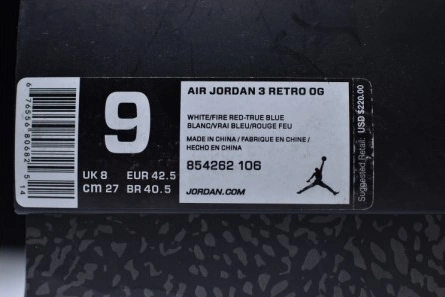 9
UK 8 EUR 42.5
CM 27 BR 40.5
AIR JORDAN 3 RETRO OG
WHITE/FIRE RED-TRUE BLUE
BLANC/VRAI BLEU/ROUGE FEU
MADE IN CHINA / FABRIQUE EN CHINE /
HECHO EN CHINA
854262 106
JORDAN.COM
Suggested Retail: USD $220.00